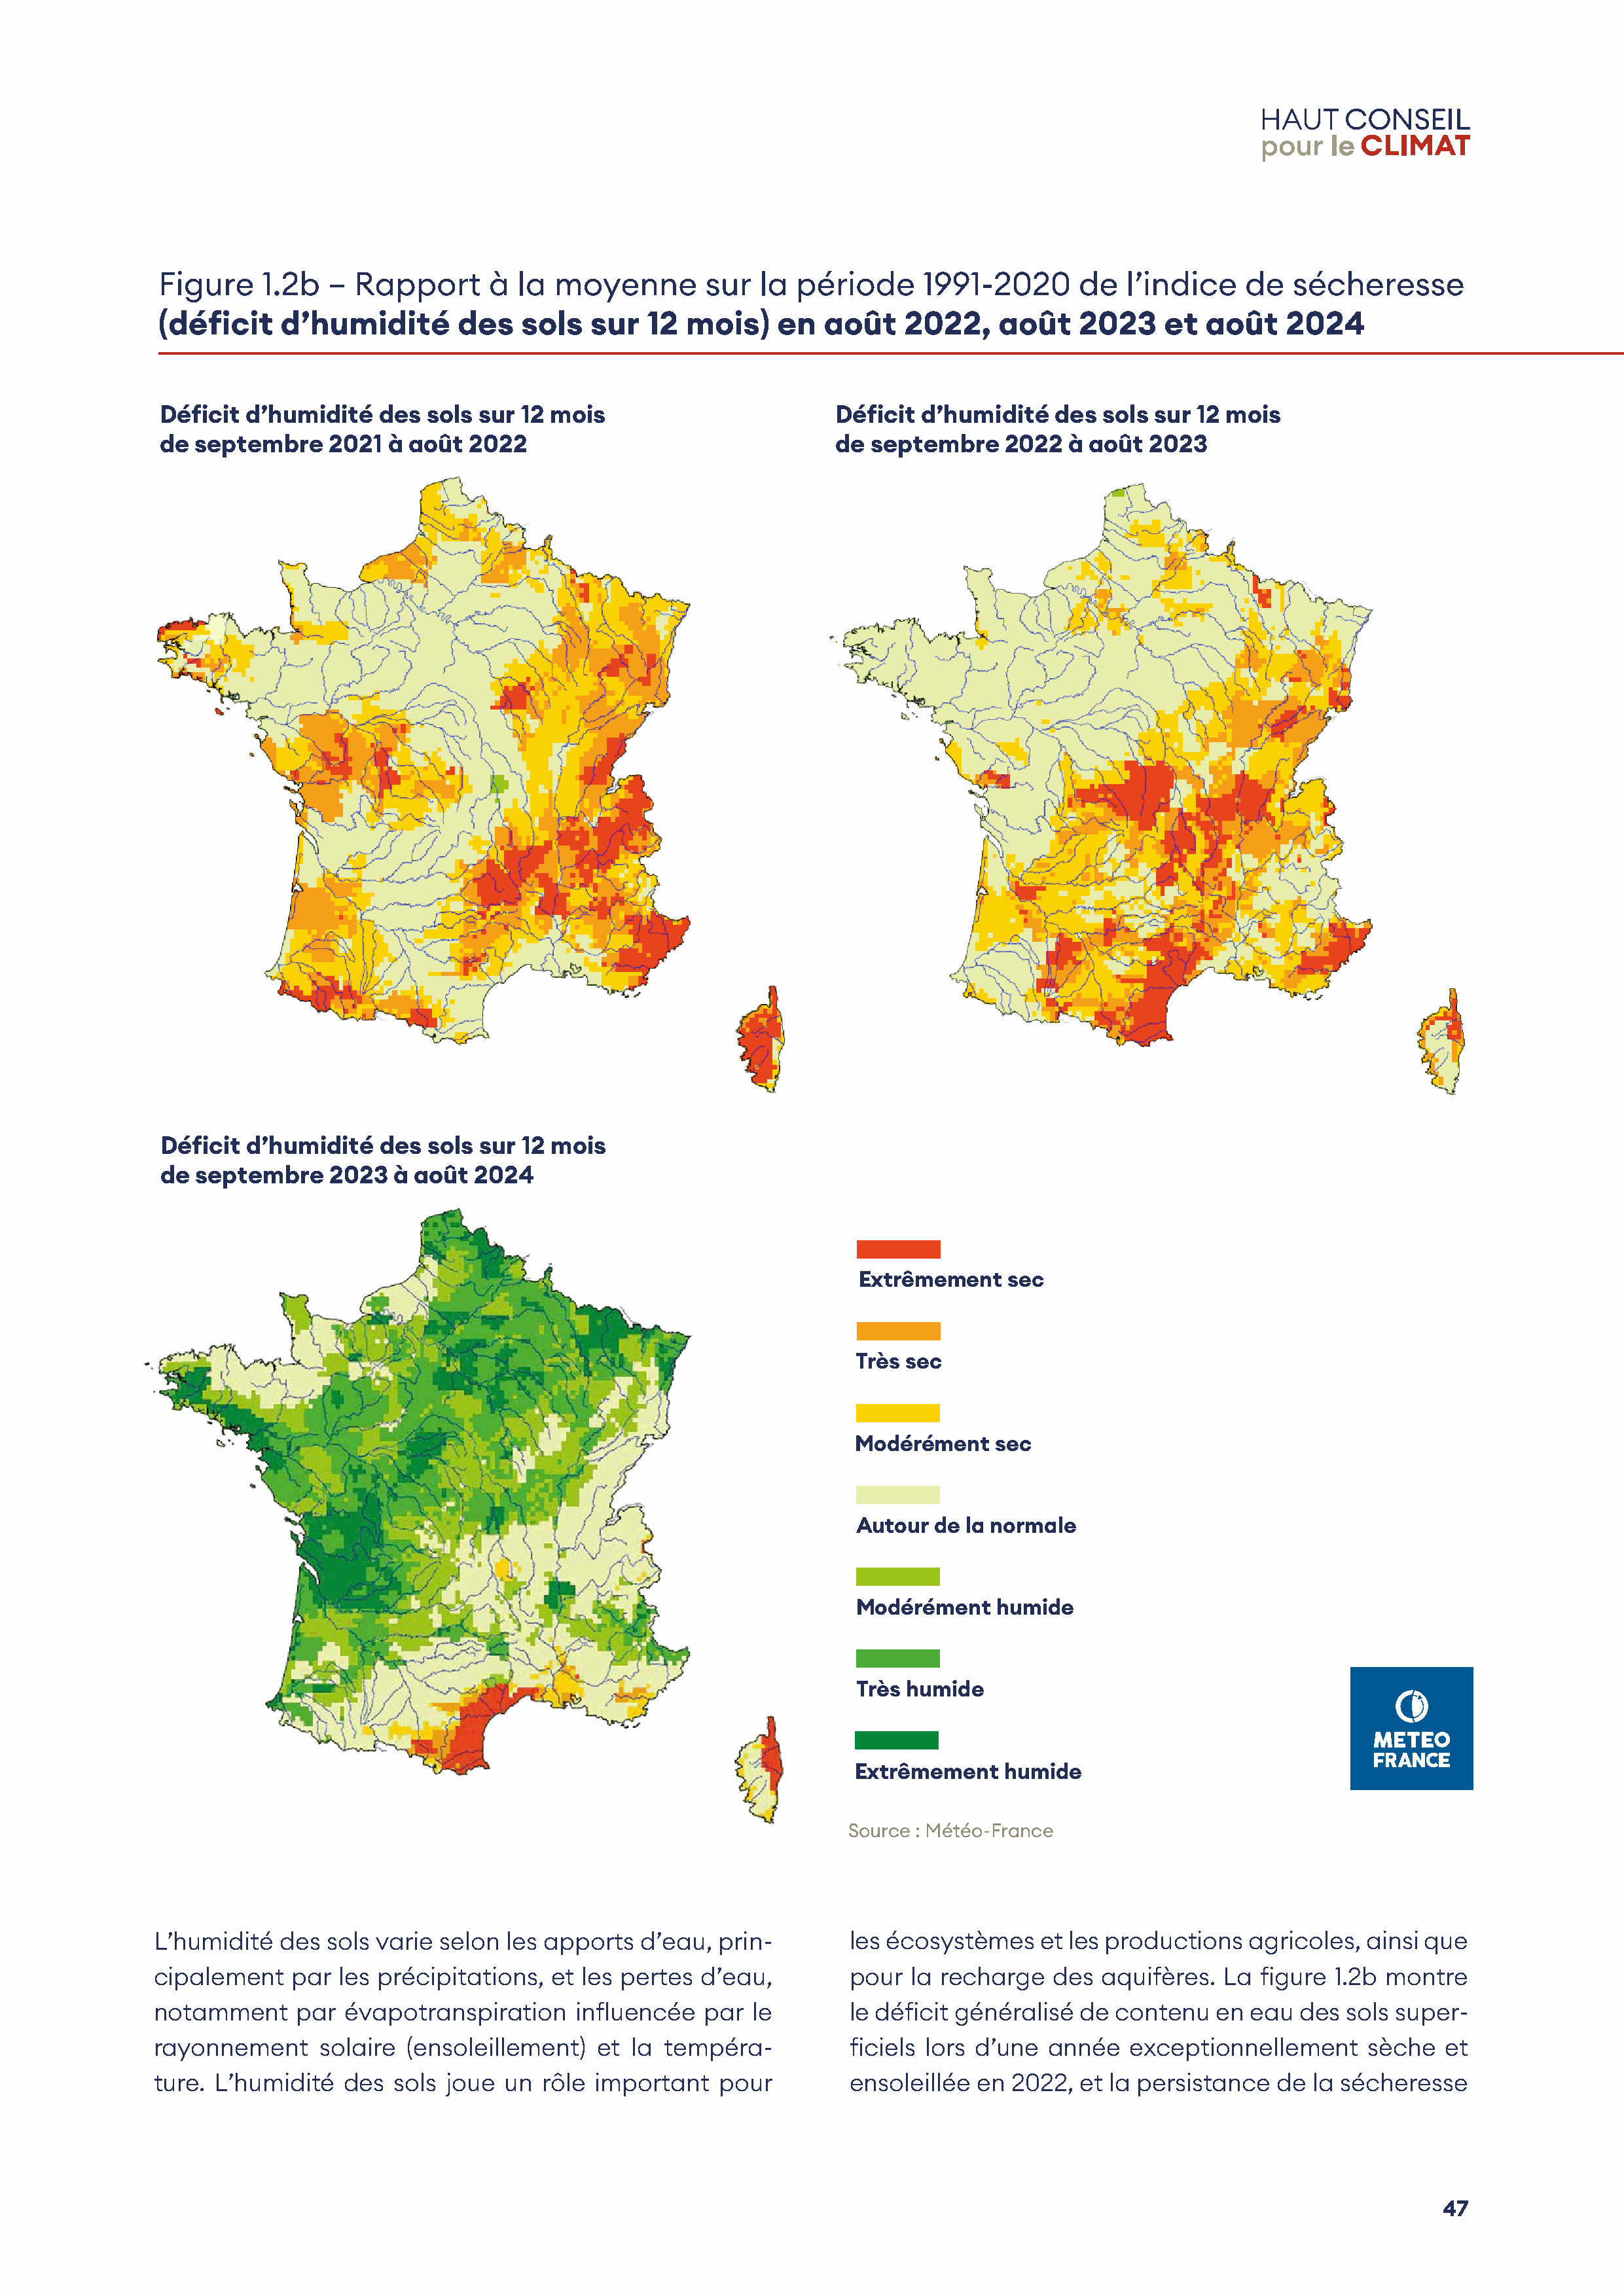 HAUT CONSEIL
pour le CLIMAT
Figure 1.2b – Rapport à la moyenne sur la période 1991-2020 de l’indice de sécheresse
(déficit d’humidité des sols sur 12 mois) en août 2022, août 2023 et août 2024
Déficit d’humidité des sols sur 12 mois
de septembre 2021 à août 2022
Déficit d’humidité des sols sur 12 mois
de septembre 2022 à août 2023
Déficit d’humidité des sols sur 12 mois
de septembre 2023 à août 2024
Extrêmement sec
Très sec
Modérément sec
Autour de la normale
Modérément humide
Très humide
Extrêmement humide
METEO
FRANCE
Source : Météo-France
L’humidité des sols varie selon les apports d’eau, prin-
cipalement par les précipitations, et les pertes d’eau,
notamment par évapotranspiration influencée par le
rayonnement solaire (ensoleillement) et la tempéra-
ture. L’humidité des sols joue un rôle important pour
les écosystèmes et les productions agricoles, ainsi que
pour la recharge des aquifères. La figure 1.2b montre
le déficit généralisé de contenu en eau des sols super-
ficiels lors d’une année exceptionnellement sèche et
ensoleillée en 2022, et la persistance de la sécheresse
47